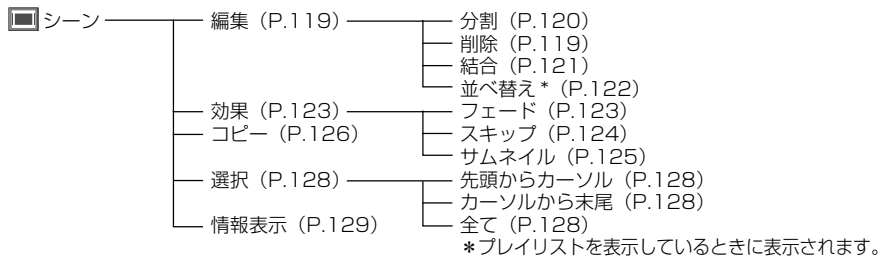 シーン 編集（P.119） 分割（P.120）
削除（P.119）
結合（P.121）
並べ替え*（P.122）
効果（P.123） フェード（P.123）
コピー（P.126） スキップ（P.124）
サムネイル（P.125）
選択（P.128） 先頭からカーソル（P.128）
カーソルから末尾（P.128）
情報表示（P.129） 全て（P.128）
*プレイリストを表示しているときに表示されます。